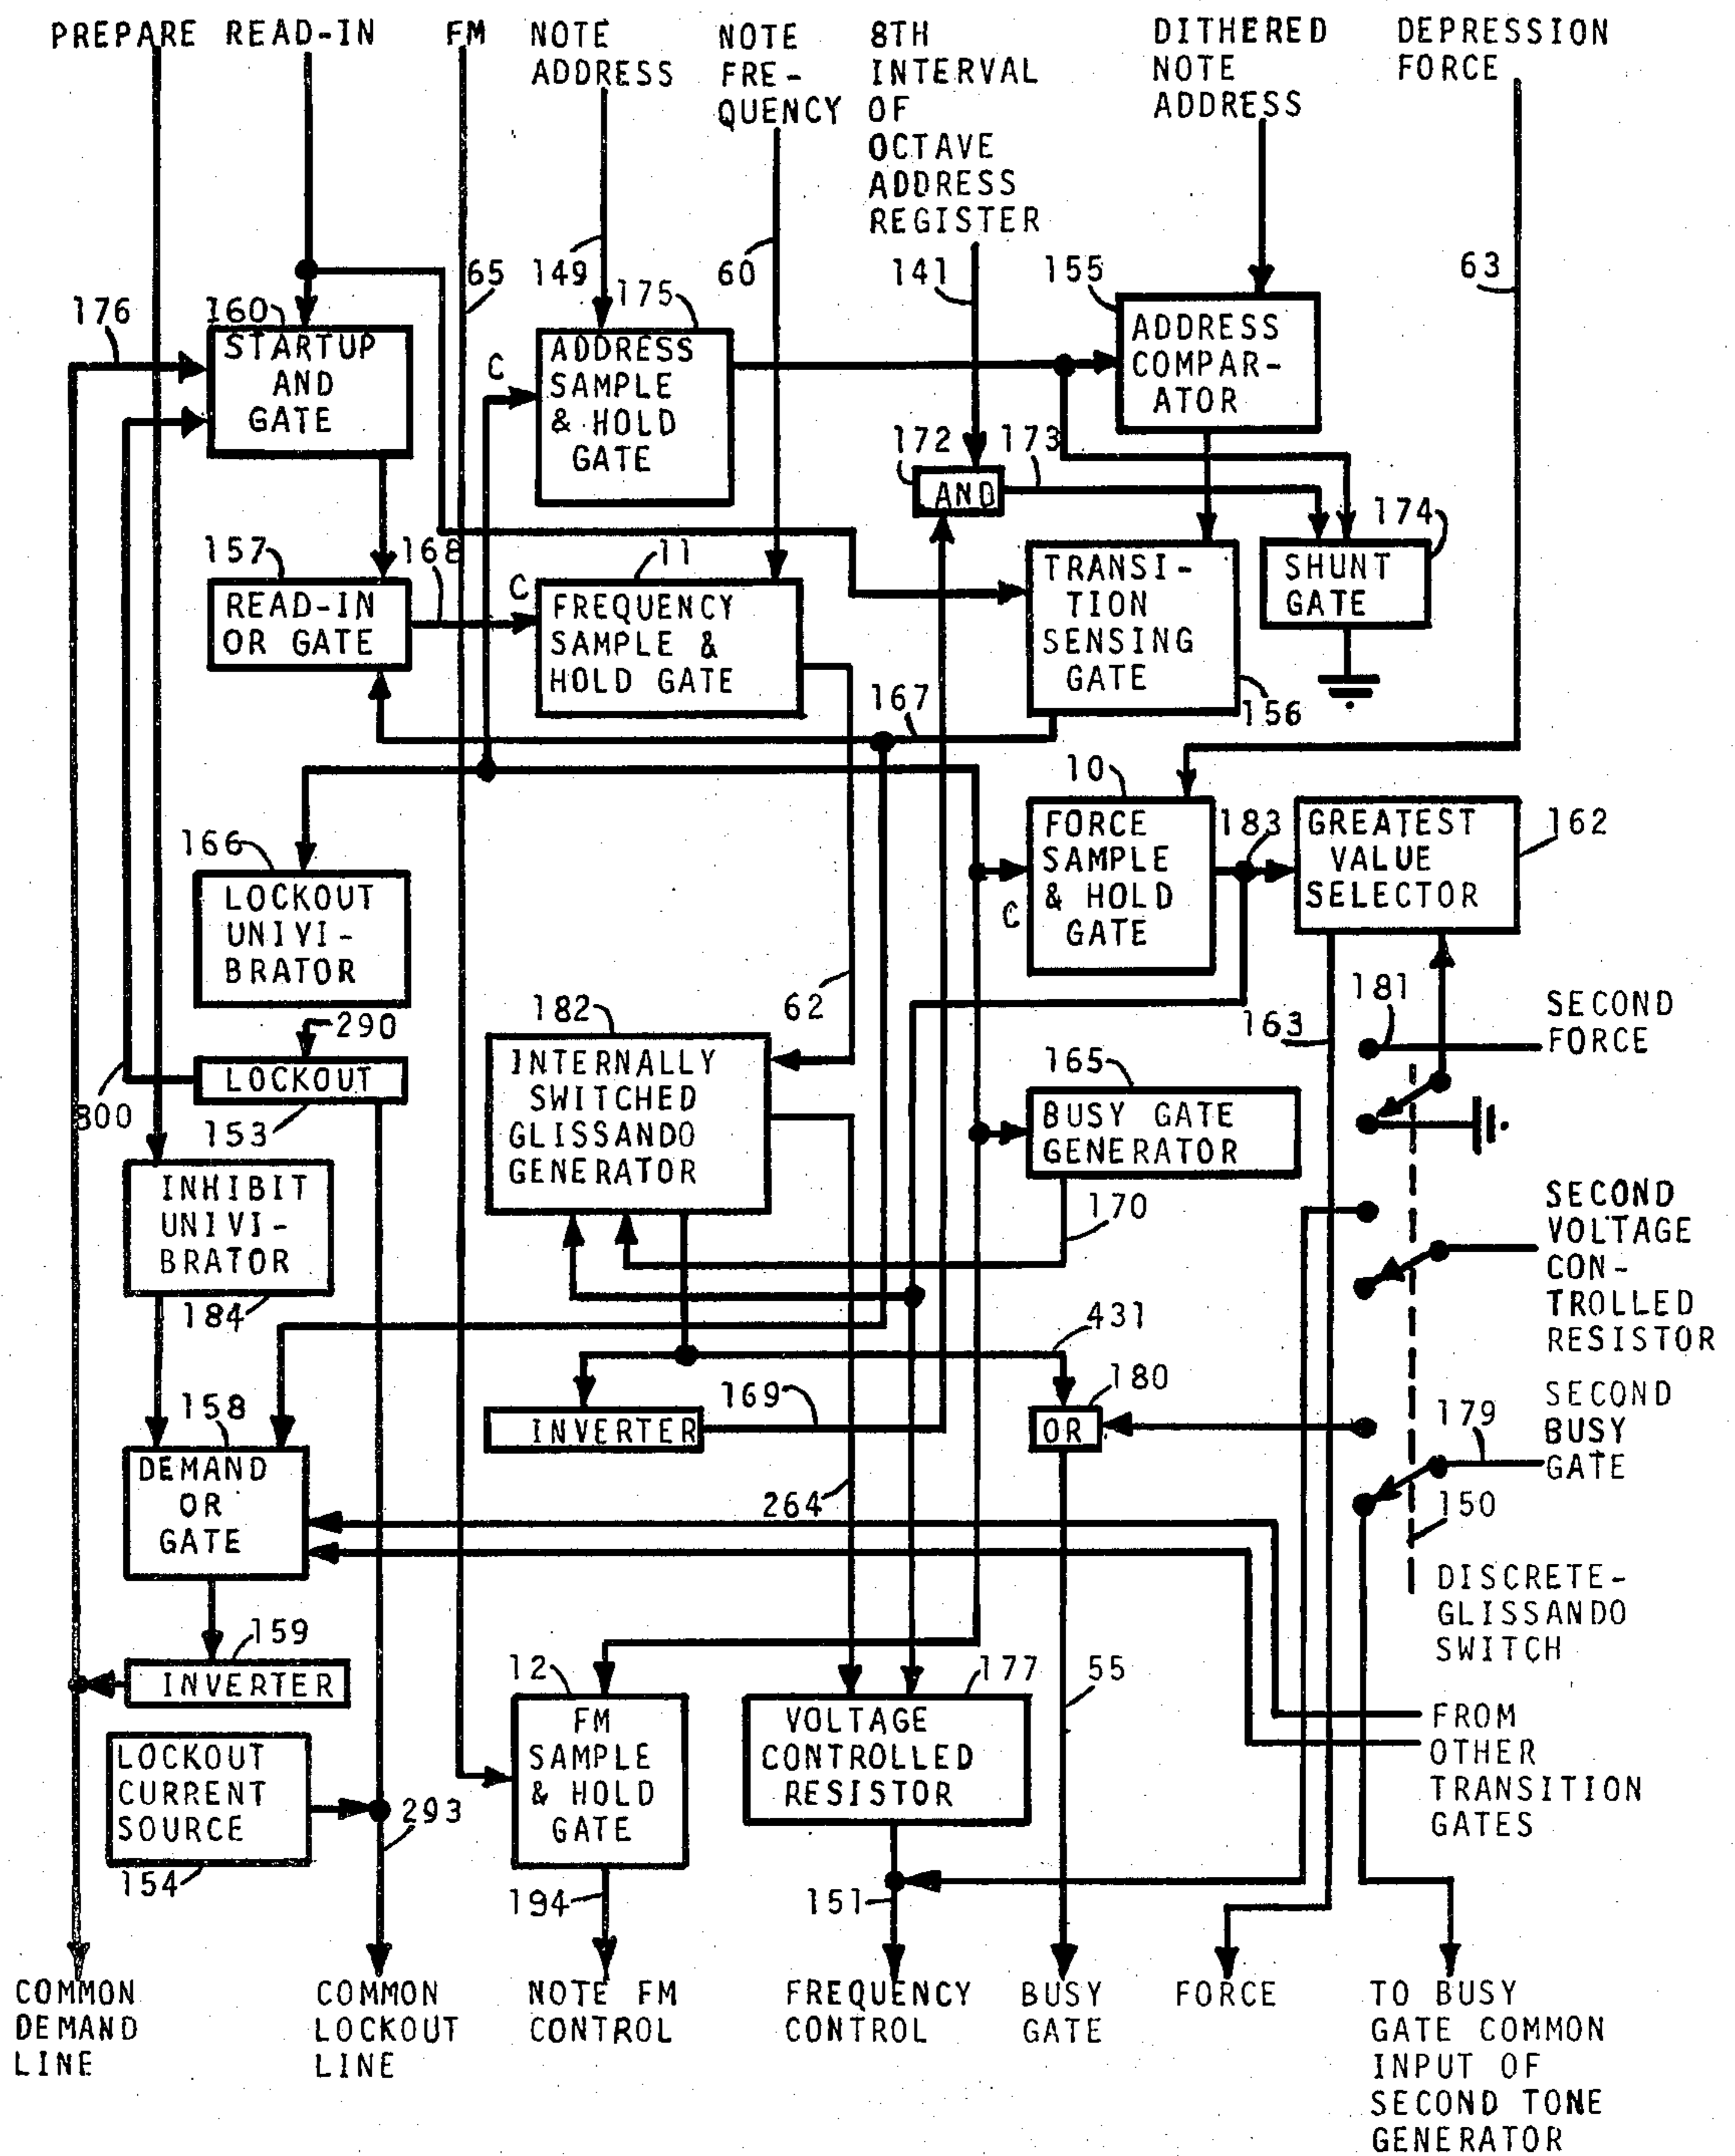 PREPARE READ-IN FM
NOTE
ADDRESS
NOTE
FRE-
QUENCY
8TH
INTERVAL
OF
OCTAVE
ADDRESS
REGISTER
DITHERED
NOTE
ADDRESS
DEPRESSION
FORCE
176
160
65
149
175
60
141
155
63
STARTUP
AND
GATE
C
ADDRESS
SAMPLE
& HOLD
GATE
ADDRESS
COMPAR-
ATOR
172
173
AND
174
157
168
11
READ-IN
OR GATE
C
FREQUENCY
SAMPLE &
HOLD GATE
TRANSI-
TION
SENSING
GATE
SHUNT
GATE
167
156
10
166
LOCKOUT
UNIVI-
BRATOR
FORCE
SAMPLE
& HOLD
GATE
C
183
GREATEST
VALUE
SELECTOR
162
290
LOCKOUT
300
153
182
62
INTERNALLY
SWITCHED
GLISSANDO
GENERATOR
163
181
SECOND
FORCE
165
BUSY GATE
GENERATOR
170
INHIBIT
UNIVI-
BRATOR
184
SECOND
VOLTAGE
CON-
TROLLED
RESISTOR
431
158
169
INVERTER
180
OR
179
SECOND
BUSY
GATE
DEMAND
OR
GATE
264
150
DISCRETE-
GLISSANDO
SWITCH
159
INVERTER
12
177
55
LOCKOUT
CURRENT
SOURCE
154
293
FM
SAMPLE
& HOLD
GATE
VOLTAGE
CONTROLLED
RESISTOR
FROM
OTHER
TRANSITION
GATES
194
151
COMMON
DEMAND
LINE
COMMON
LOCKOUT
LINE
NOTE FM
CONTROL
FREQUENCY
CONTROL
BUSY
GATE
FORCE
TO BUSY
GATE COMMON
INPUT OF
SECOND TONE
GENERATOR